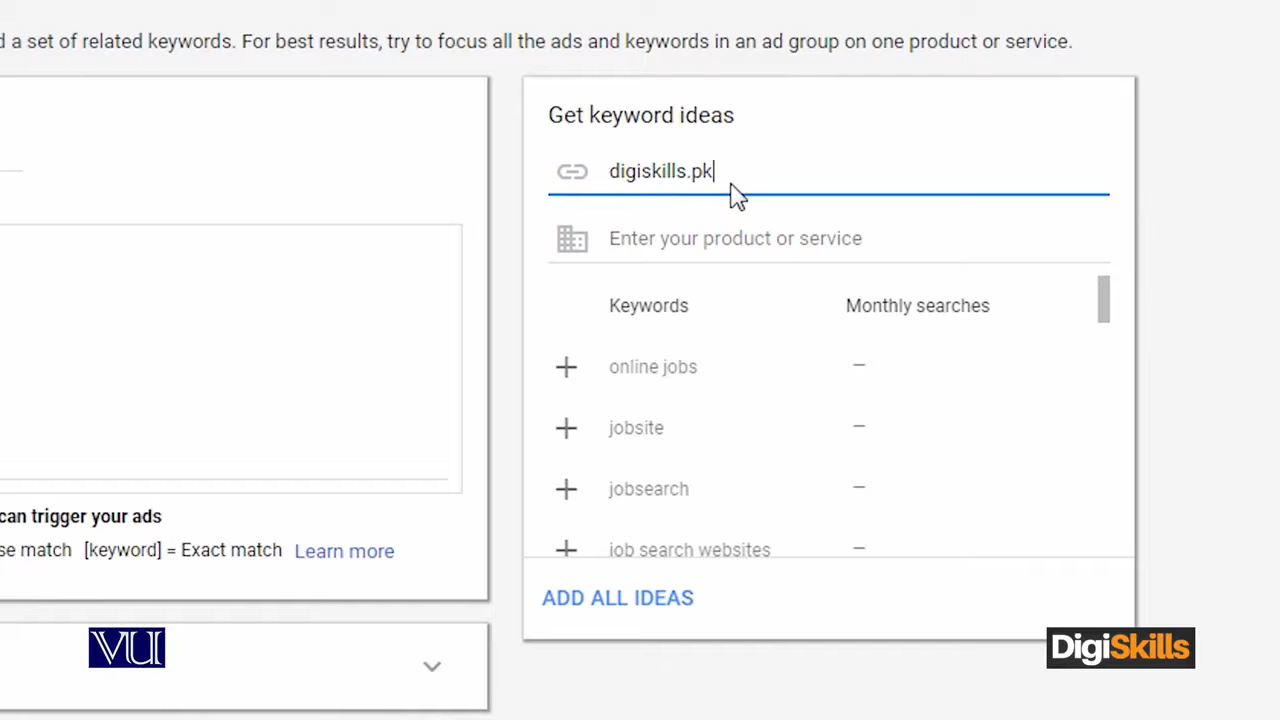 d a set of related keywords. For best results, try to focus all the ads and keywords in an ad group on one product or service.
Get keyword ideas
digiskills.pk
Enter your product or service
Keywords Monthly searches
online jobs –
jobsite –
jobsearch –
job search websites –
ADD ALL IDEAS
can trigger your ads
se match [keyword] = Exact match Learn more
VU
DigiSkills